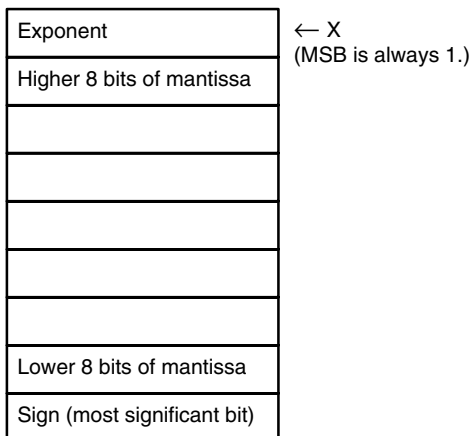 Exponent
← X
(MSB is always 1.)
Higher 8 bits of mantissa
Lower 8 bits of mantissa
Sign (most significant bit)